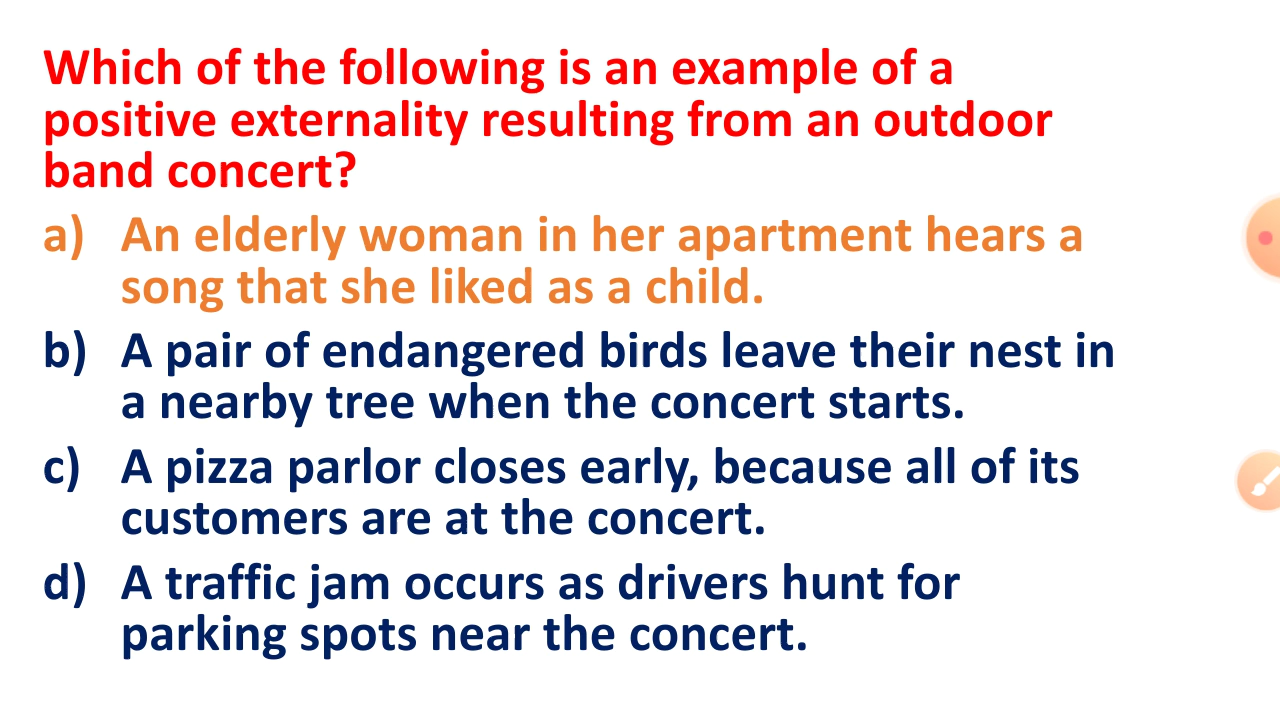 Which of the following is an example of a
positive externality resulting from an outdoor
band concert?
a) An elderly woman in her apartment hears a
song that she liked as a child.
b) A pair of endangered birds leave their nest in
a nearby tree when the concert starts.
c) A pizza parlor closes early, because all of its
customers are at the concert.
d) A traffic jam occurs as drivers hunt for
parking spots near the concert.